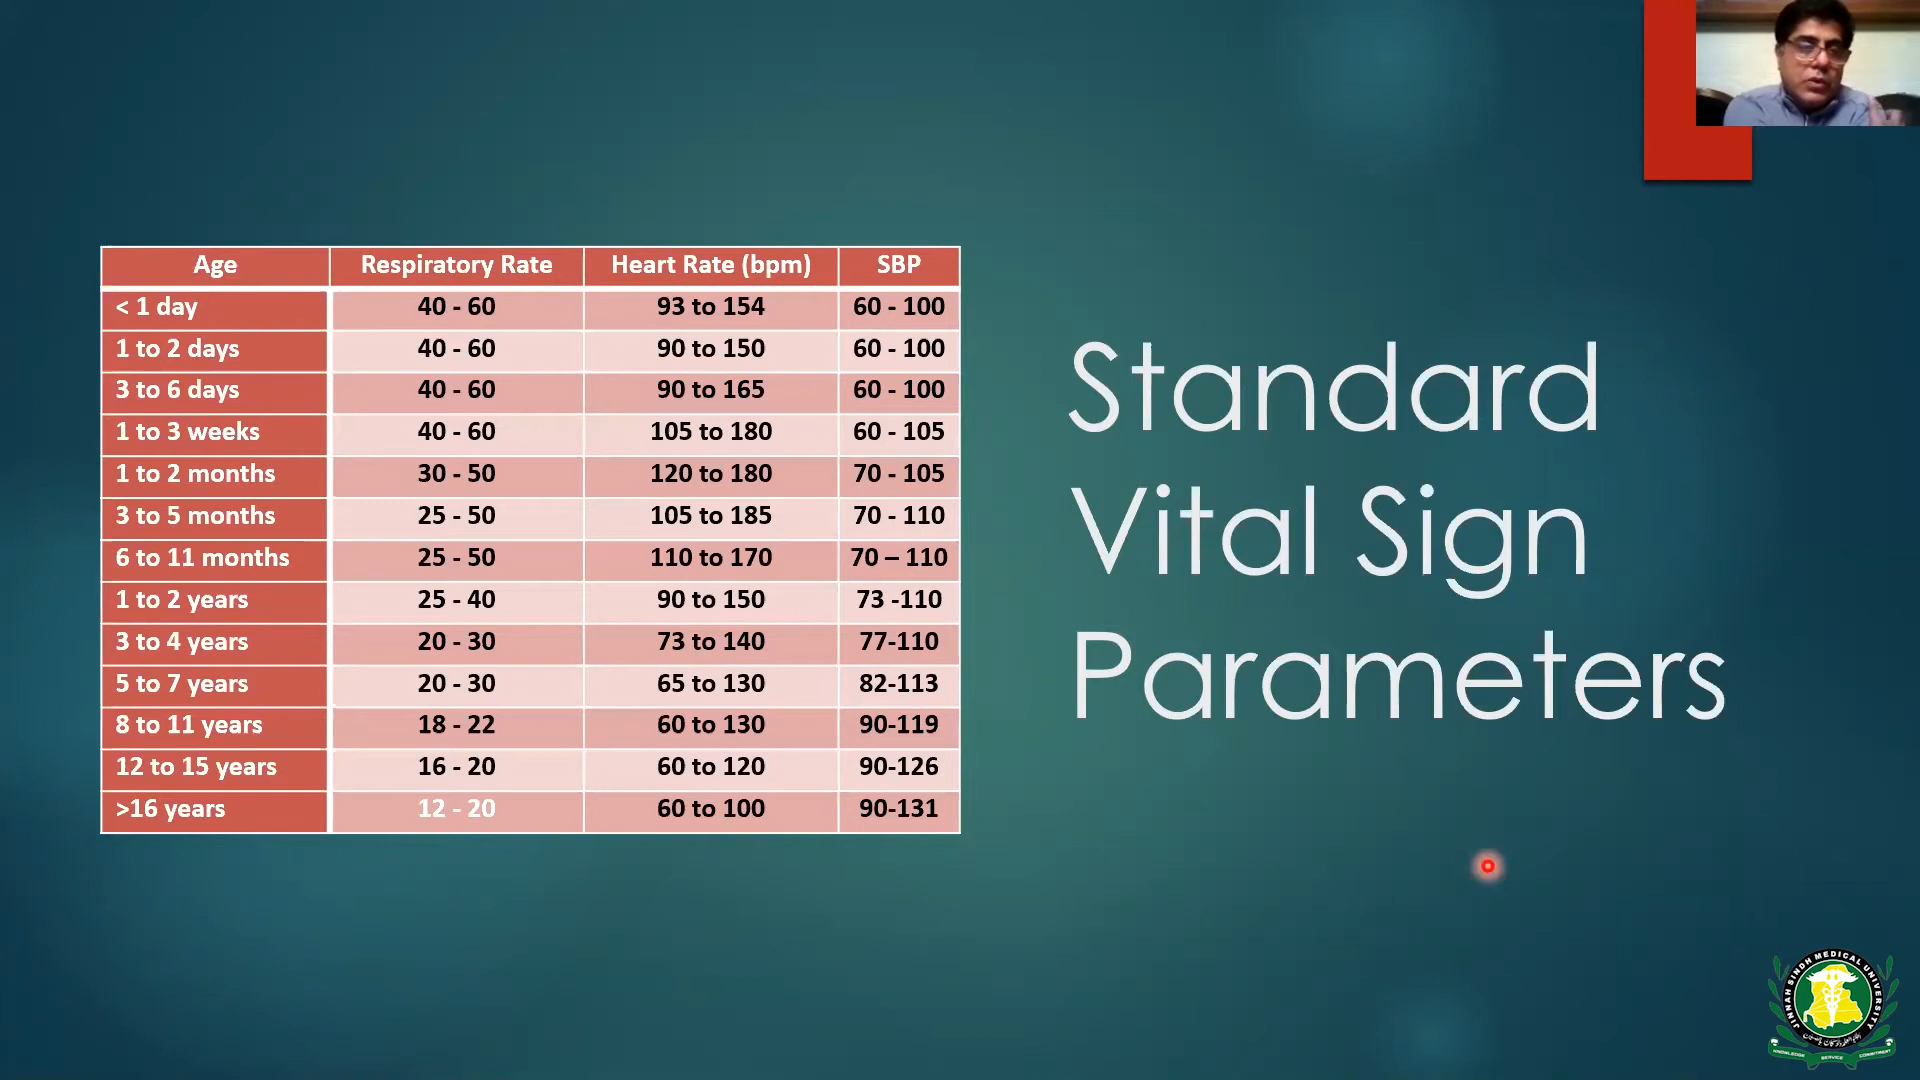 Age Respiratory Rate Heart Rate (bpm) SBP
< 1 day 40 - 60 93 to 154 60 - 100
1 to 2 days 40 - 60 90 to 150 60 - 100
3 to 6 days 40 - 60 90 to 165 60 - 100
1 to 3 weeks 40 - 60 105 to 180 60 - 105
1 to 2 months 30 - 50 120 to 180 70 - 105
3 to 5 months 25 - 50 105 to 185 70 - 110
6 to 11 months 25 - 50 110 to 170 70 – 110
1 to 2 years 25 - 40 90 to 150 73 -110
3 to 4 years 20 - 30 73 to 140 77-110
5 to 7 years 20 - 30 65 to 130 82-113
8 to 11 years 18 - 22 60 to 130 90-119
12 to 15 years 16 - 20 60 to 120 90-126
>16 years 12 - 20 60 to 100 90-131
Standard
Vital Sign
Parameters
JINNAH SINDH MEDICAL UNIVERSITY
KNOWLEDGE SERVICE COMMITMENT